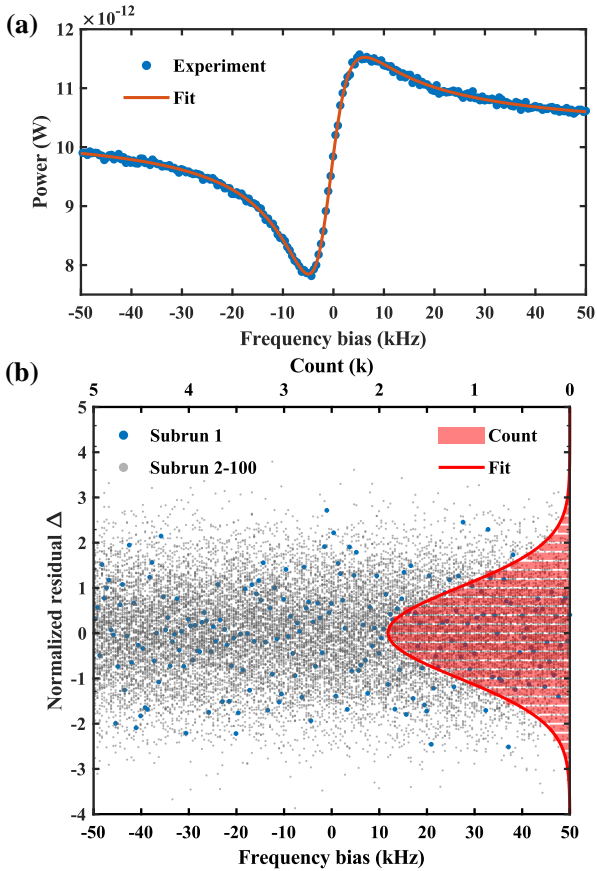 (a)
×10⁻¹²
12
11
10
9
8
Power (W)
Experiment
Fit
-50 -40 -30 -20 -10 0 10 20 30 40 50
Frequency bias (kHz)
(b)
Count (k)
5 4 3 2 1 0
5
4
3
2
1
0
-1
-2
-3
-4
Normalized residual Δ
Subrun 1
Subrun 2-100
Count
Fit
-50 -40 -30 -20 -10 0 10 20 30 40 50
Frequency bias (kHz)